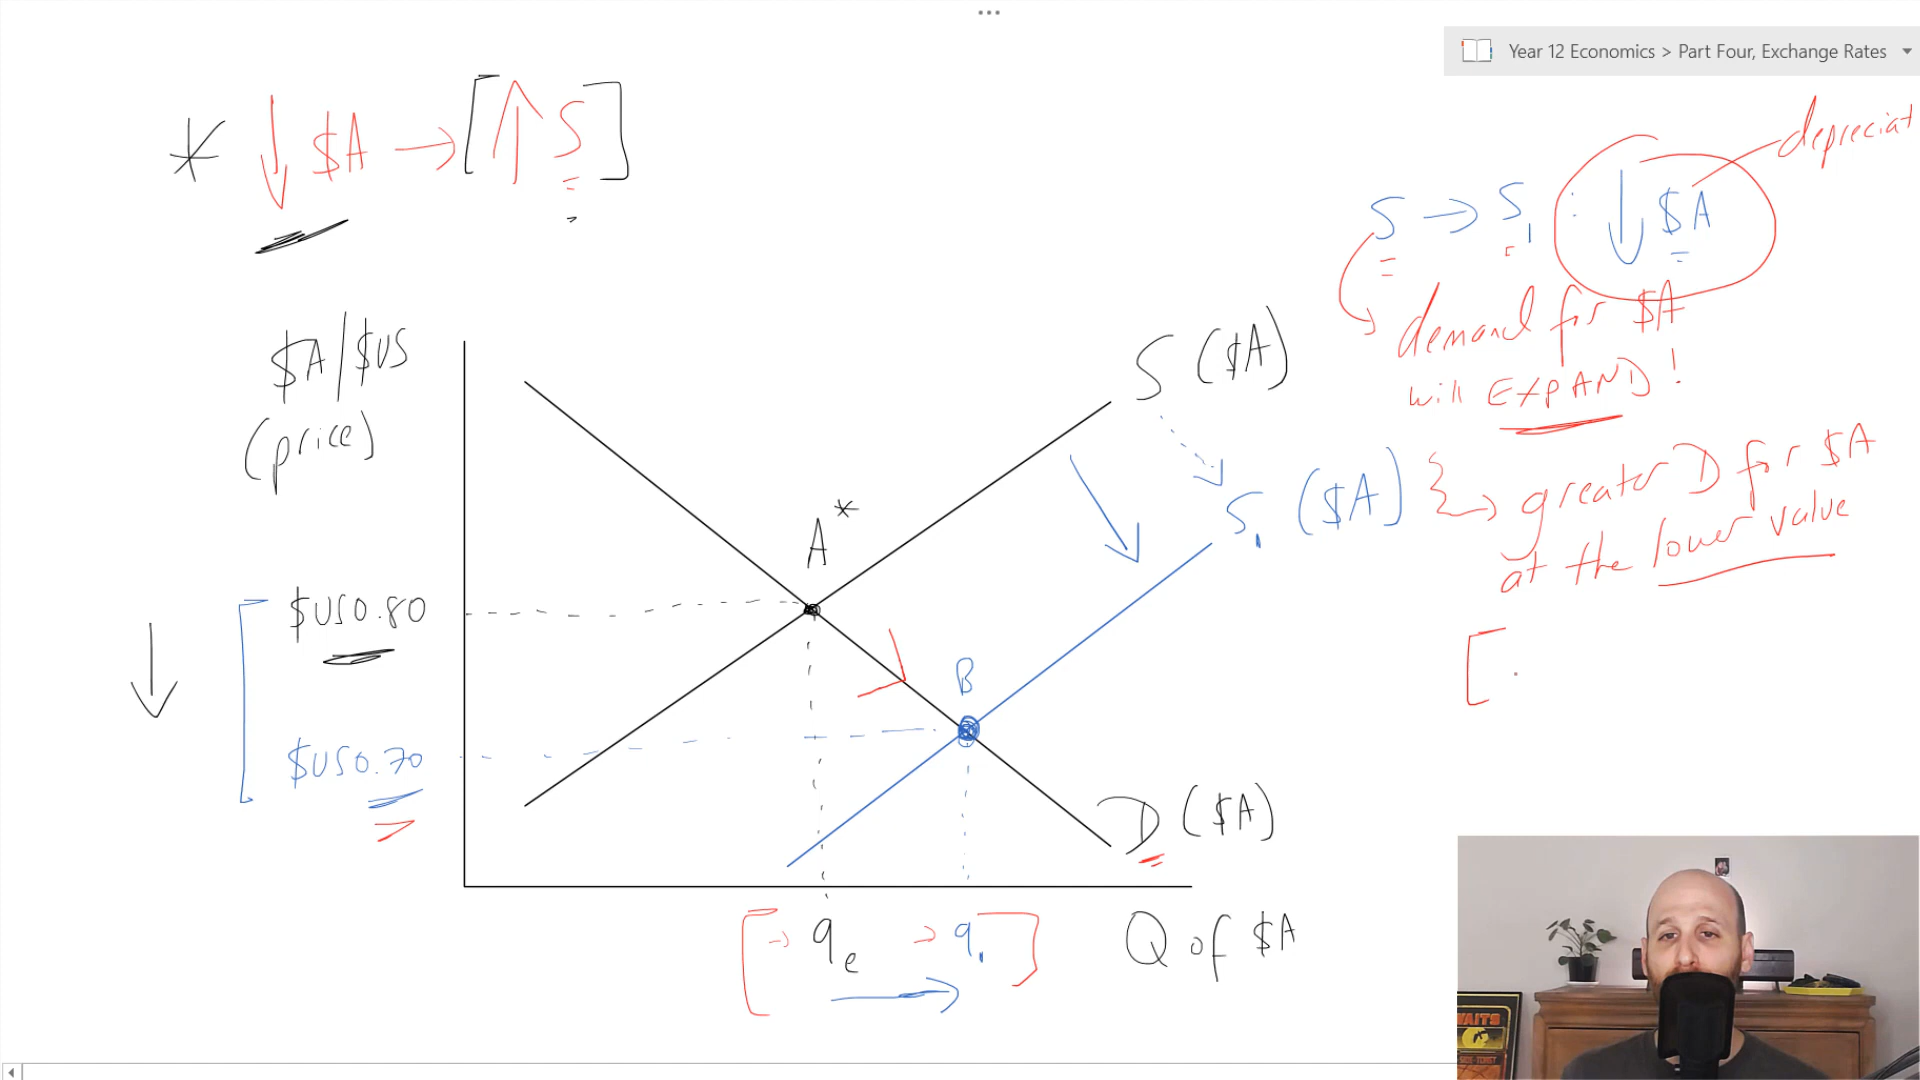 Year 12 Economics > Part Four, Exchange Rates
* ↓ $A → [↑ S]
depreciat
S → S₁ : ↓ $A
demand for $A
will EXPAND!
$A/$US
(price)
S ($A)
S₁ ($A)
} → greater D for $A
at the lower value
A*
$US0.80
B
$US0.70
D ($A)
[→ qe → q₁]
Q of $A
WAITS